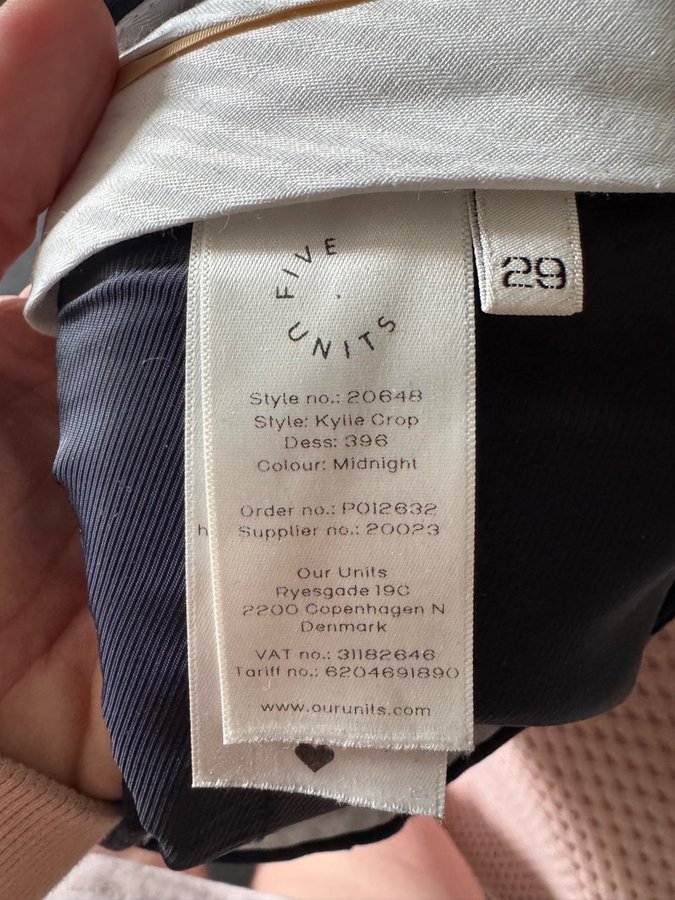 FIVE
UNITS
29
Style no.: 20648
Style: Kylie Crop
Dess: 396
Colour: Midnight
Order no.: PO12632
h
Supplier no.: 20023
Our Units
Ryesgade 19C
2200 Copenhagen N
Denmark
VAT no.: 31182646
Tariff no.: 6204691890
www.ourunits.com